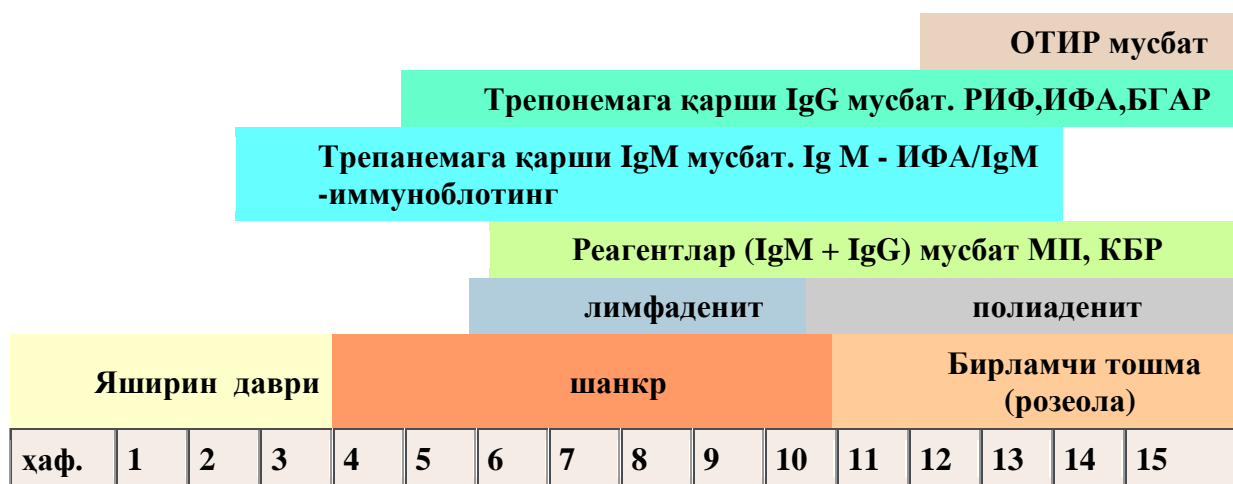 ОТИР мусбат
Трепонемага қарши IgG мусбат. РИФ,ИФА,БГАР
Трепанемага қарши IgM мусбат. Ig M - ИФА/IgM
-иммуноблотинг
Реагентлар (IgM + IgG) мусбат МП, КБР
лимфаденит полиаденит
Яширин даври шанкр Бирламчи тошма
(розеола)
ҳаф. 1 2 3 4 5 6 7 8 9 10 11 12 13 14 15